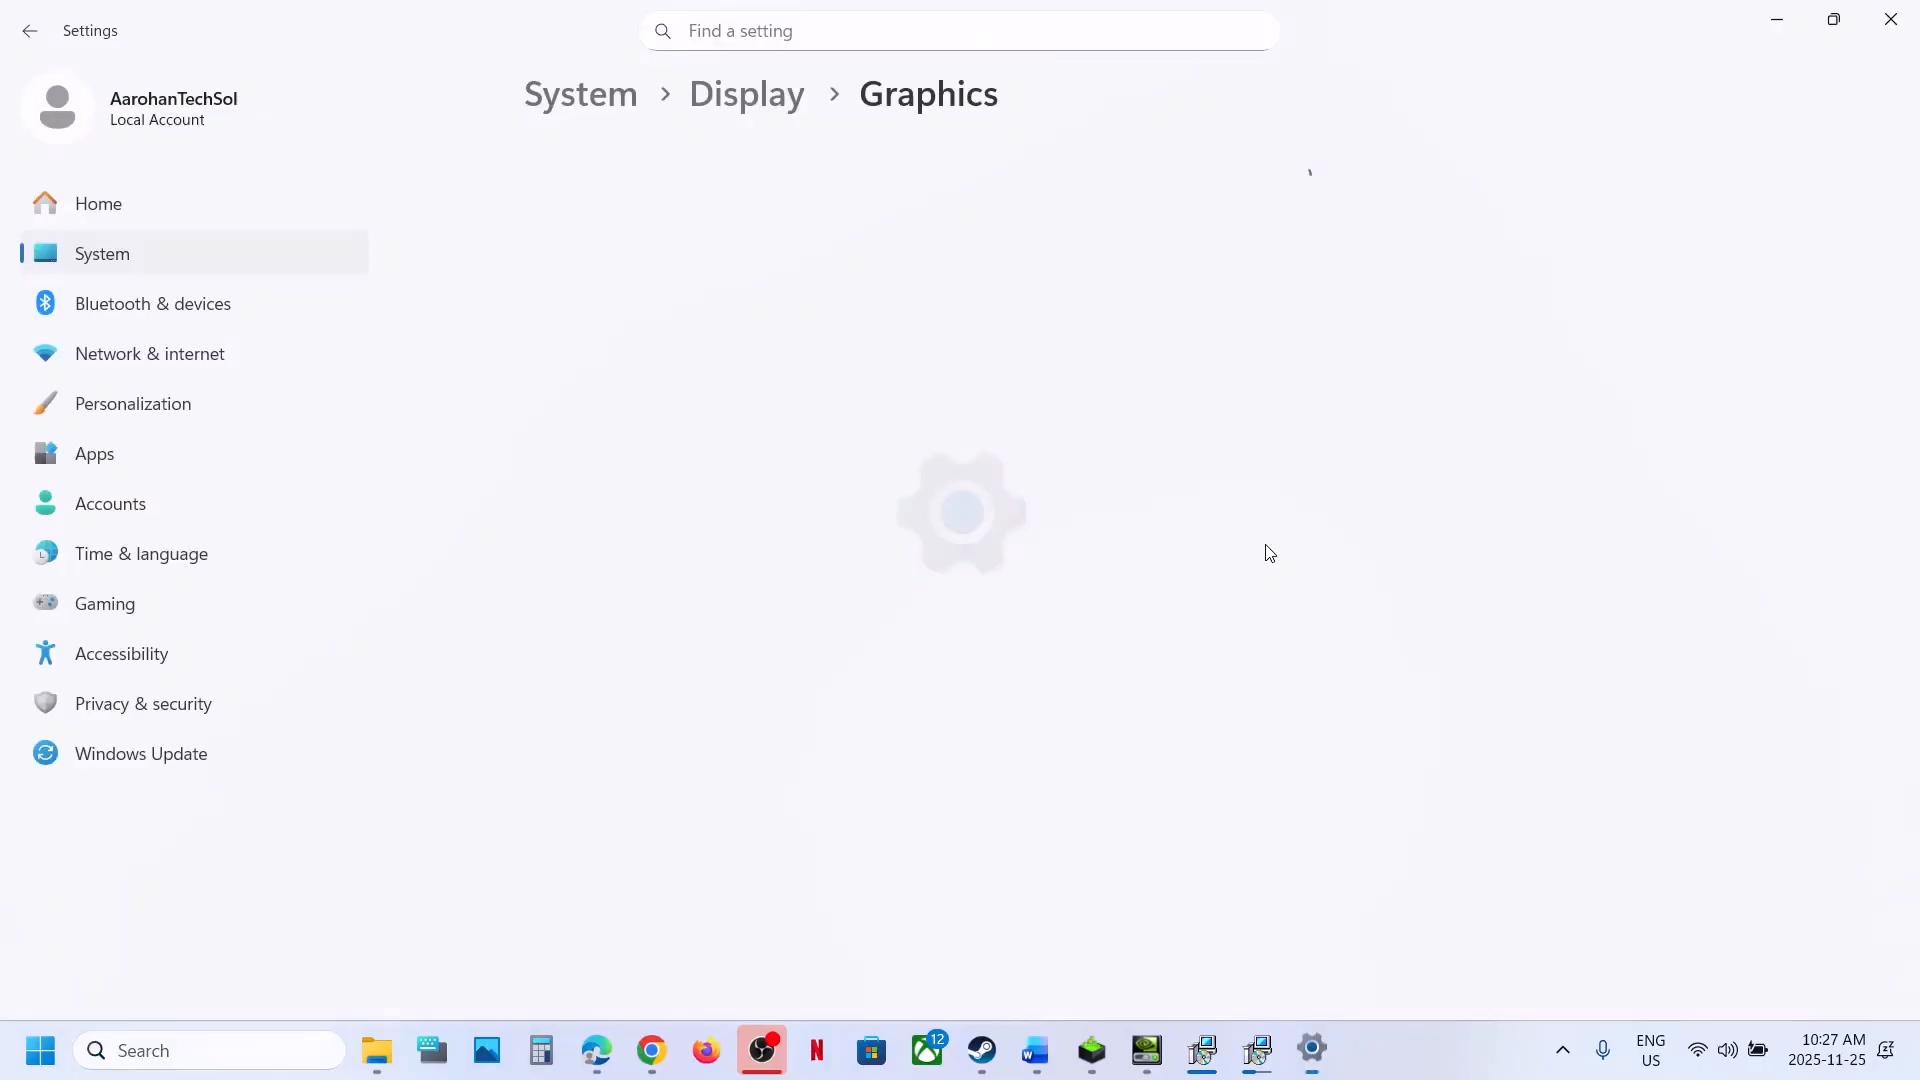 Settings
Find a setting
AarohanTechSol
Local Account
System > Display > Graphics
Home
System
Bluetooth & devices
Network & internet
Personalization
Apps
Accounts
Time & language
Gaming
Accessibility
Privacy & security
Windows Update
Search
12
ENG
US
10:27 AM
2025-11-25